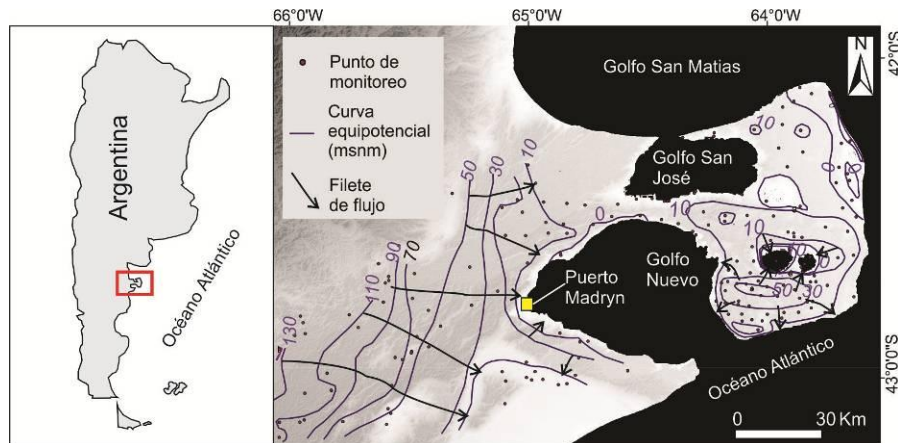 66°0'W
65°0'W
64°0'W
42°0'S
43°0'S
Argentina
Océano Atlántico
Punto de
monitoreo
Curva
equipotencial
(msnm)
Filete
de flujo
N
Golfo San Matias
Golfo San
José
Golfo
Nuevo
Puerto
Madryn
Océano Atlántico
0 30 Km
130
110
90
70
50
30
10
0
10
10
10
0
50